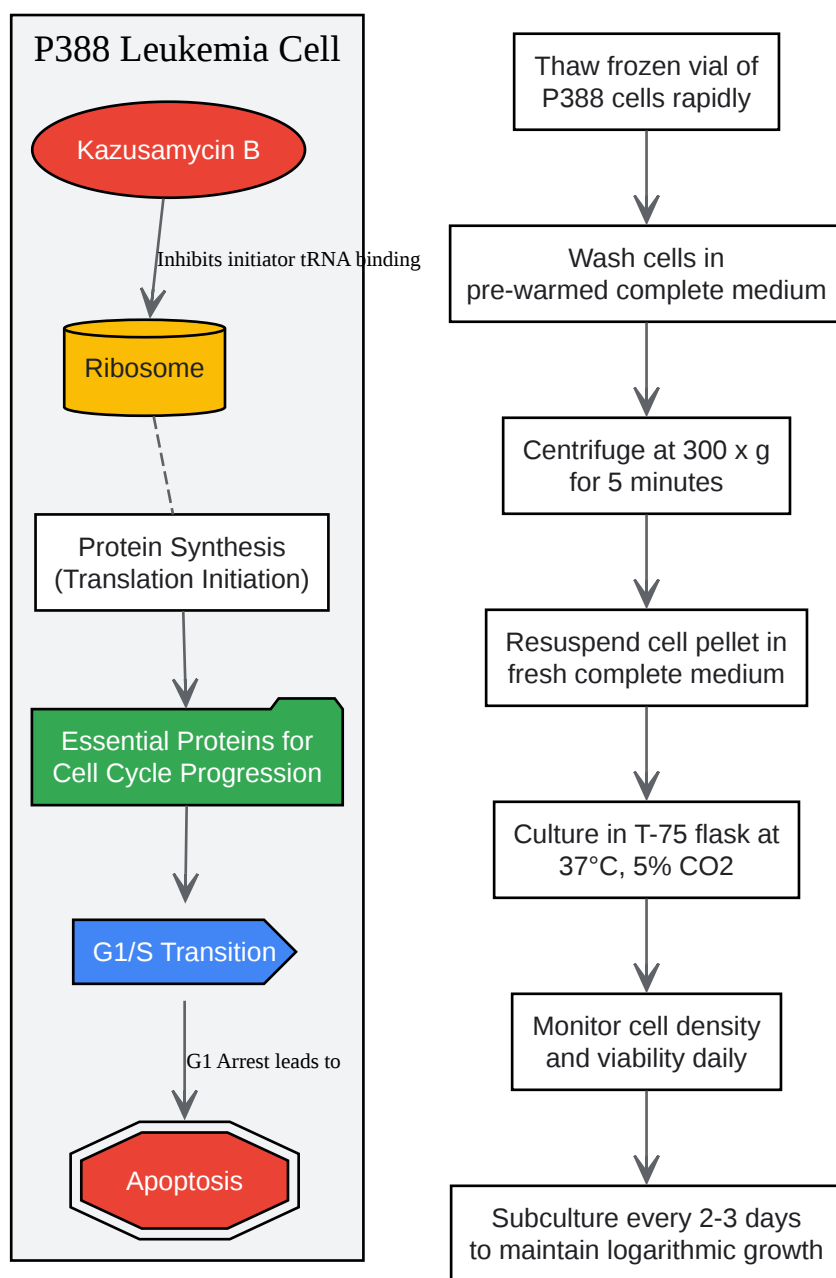 P388 Leukemia Cell
Kazusamycin B
Inhibits initiator tRNA binding
Ribosome
Protein Synthesis
(Translation Initiation)
Essential Proteins for
Cell Cycle Progression
G1/S Transition
G1 Arrest leads to
Apoptosis
Thaw frozen vial of
P388 cells rapidly
Wash cells in
pre-warmed complete medium
Centrifuge at 300 x g
for 5 minutes
Resuspend cell pellet in
fresh complete medium
Culture in T-75 flask at
37°C, 5% CO2
Monitor cell density
and viability daily
Subculture every 2-3 days
to maintain logarithmic growth